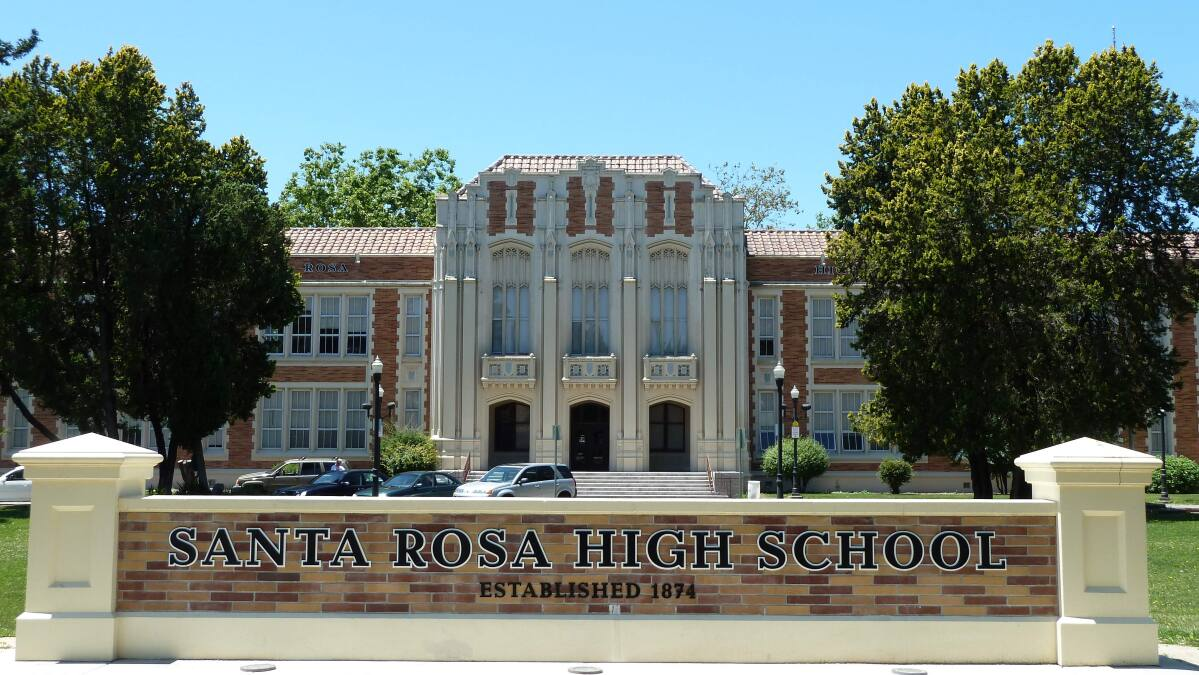 ROSA
SANTA ROSA HIGH SCHOOL
ESTABLISHED 1874